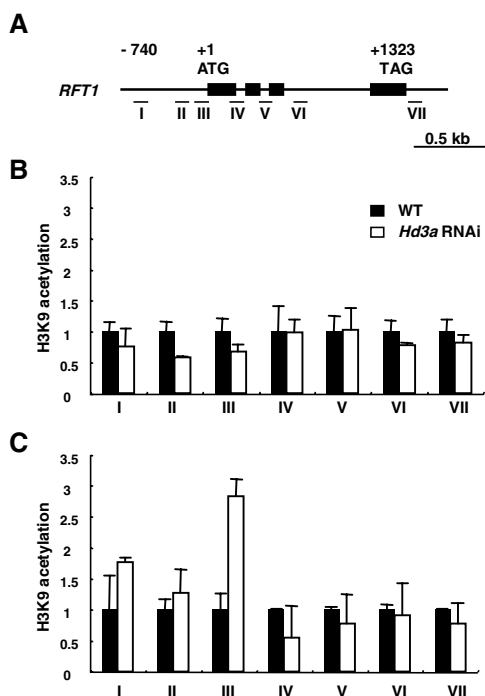 A
- 740 +1 +1323
ATG TAG
RFT1
I II III IV V VI VII
0.5 kb
B
3.5
3
2.5
2
1.5
1
0.5
0
H3K9 acetylation
WT
Hd3a RNAi
I II III IV V VI VII
C
3.5
3
2.5
2
1.5
1
0.5
0
H3K9 acetylation
I II III IV V VI VII